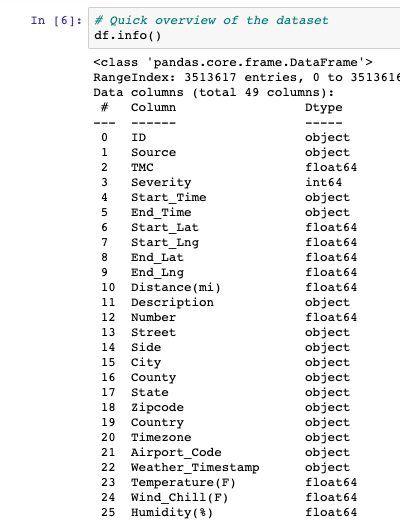 In [6]: # Quick overview of the dataset
df.info()
<class 'pandas.core.frame.DataFrame'>
RangeIndex: 3513617 entries, 0 to 3513616
Data columns (total 49 columns):
 #   Column                 Dtype
---  ------                 -----
 0   ID                     object
 1   Source                 object
 2   TMC                    float64
 3   Severity               int64
 4   Start_Time             object
 5   End_Time               object
 6   Start_Lat              float64
 7   Start_Lng              float64
 8   End_Lat                float64
 9   End_Lng                float64
 10  Distance(mi)           float64
 11  Description            object
 12  Number                 float64
 13  Street                 object
 14  Side                   object
 15  City                   object
 16  County                 object
 17  State                  object
 18  Zipcode                object
 19  Country                object
 20  Timezone               object
 21  Airport_Code           object
 22  Weather_Timestamp      object
 23  Temperature(F)         float64
 24  Wind_Chill(F)          float64
 25  Humidity(%)            float64